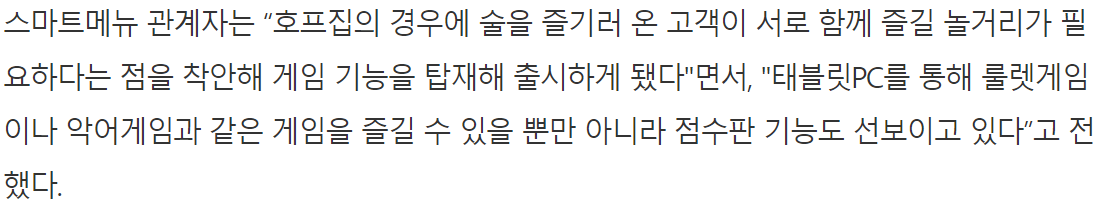 스마트메뉴 관계자는 “호프집의 경우에 술을 즐기러 온 고객이 서로 함께 즐길 놀거리가 필
요하다는 점을 착안해 게임 기능을 탑재해 출시하게 됐다"면서, "태블릿PC를 통해 룰렛게임
이나 악어게임과 같은 게임을 즐길 수 있을 뿐만 아니라 점수판 기능도 선보이고 있다”고 전
했다.